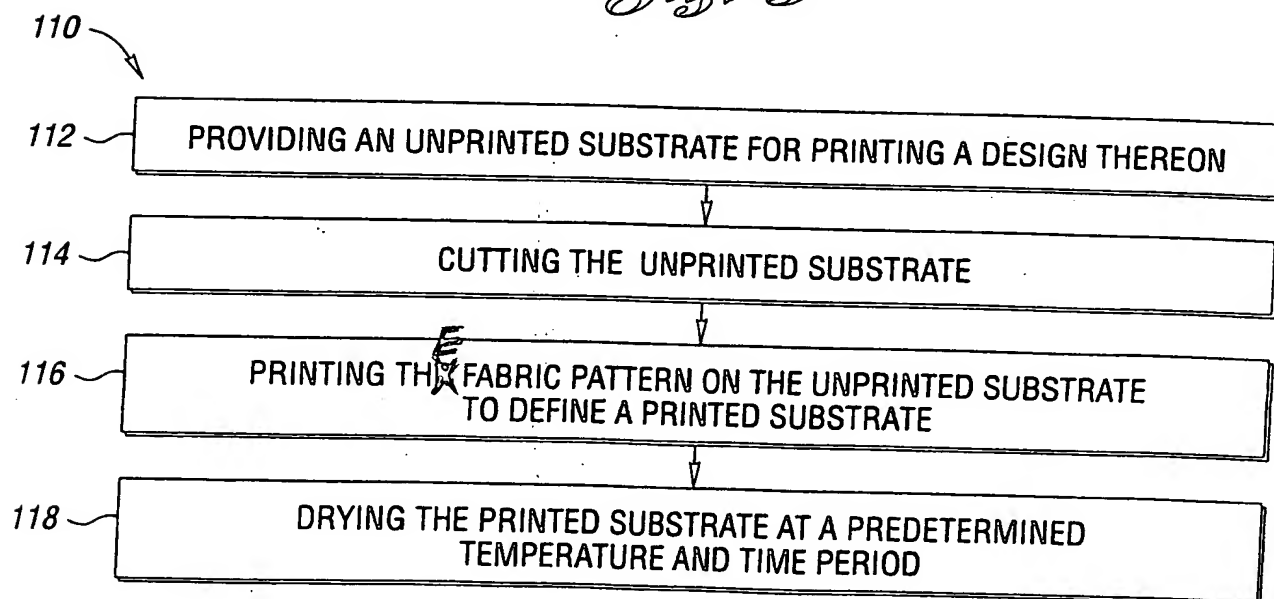 110
112 PROVIDING AN UNPRINTED SUBSTRATE FOR PRINTING A DESIGN THEREON
114 CUTTING THE UNPRINTED SUBSTRATE
116 PRINTING THE FABRIC PATTERN ON THE UNPRINTED SUBSTRATE
TO DEFINE A PRINTED SUBSTRATE
118 DRYING THE PRINTED SUBSTRATE AT A PREDETERMINED
TEMPERATURE AND TIME PERIOD